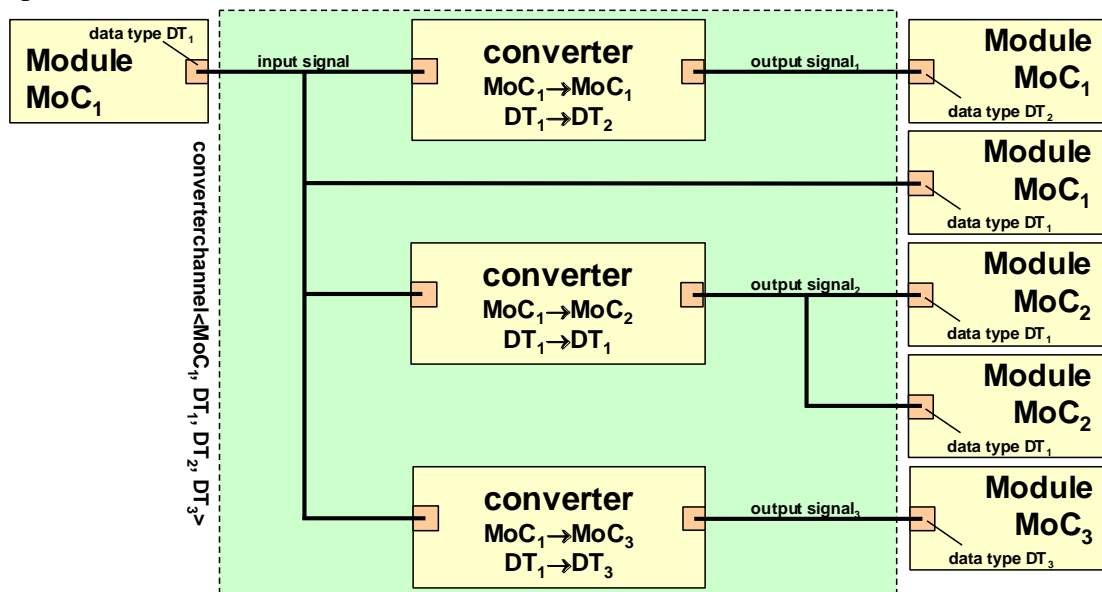 data type DT₁
Module
MoC₁
input signal
converter
MoC₁→MoC₁
DT₁→DT₂
output signal₁
Module
MoC₁
data type DT₂
Module
MoC₁
data type DT₁
converterchannel<MoC₁, DT₁, DT₂, DT₃>
converter
MoC₁→MoC₂
DT₁→DT₁
output signal₂
Module
MoC₂
data type DT₁
Module
MoC₂
data type DT₁
converter
MoC₁→MoC₃
DT₁→DT₃
output signal₃
Module
MoC₃
data type DT₃